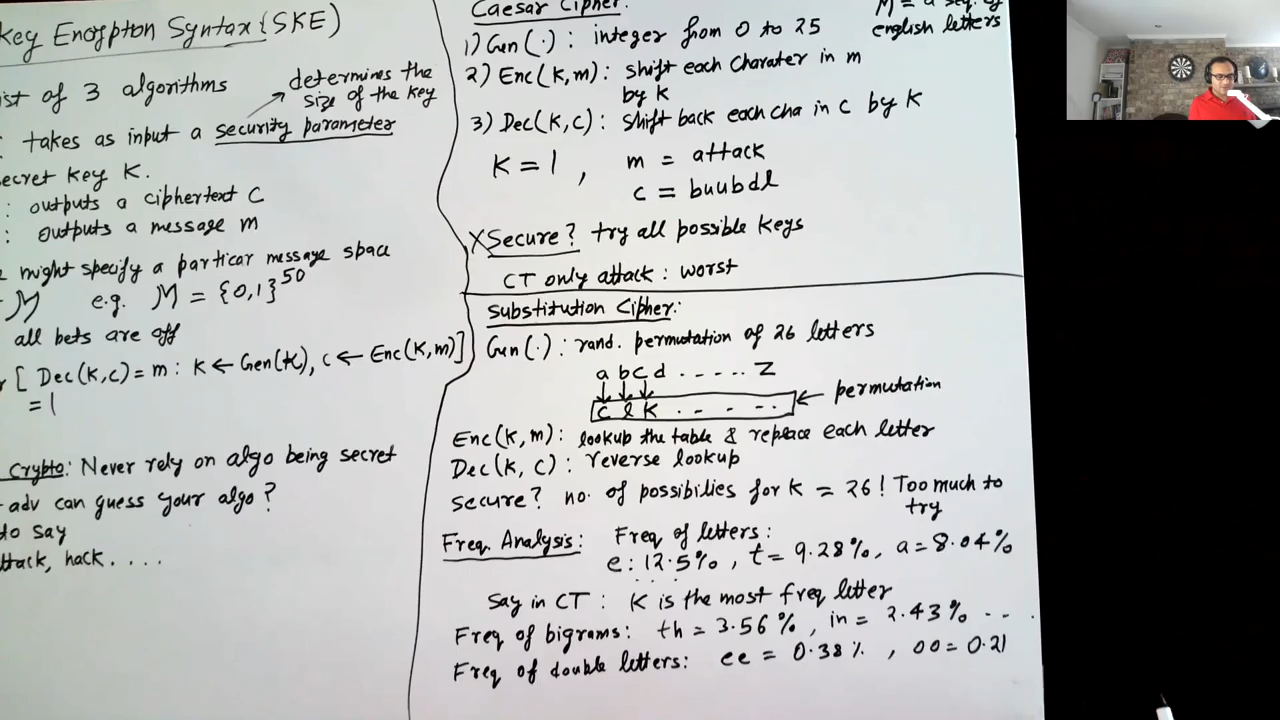 Key Encryption Syntax (SKE)
ist of 3 algorithms
determines the
size of the key
: takes as input a security parameter
secret key K.
: outputs a ciphertext C
: outputs a message m
might specify a particar message space
M e.g. M = {0,1}^50
all bets are off
[ Dec(K,c) = m : K ← Gen(K), c ← Enc(K,m) ]
= 1
Crypto: Never rely on algo being secret
adv can guess your algo?
to say
attack, hack . . . .
Caesar Cipher:
M = a seq. of
english letters
1) Gen(·) : integer from 0 to 25
2) Enc(K,m): shift each charater in m
by K
3) Dec(K,c): shift back each cha in c by K
K = 1, m = attack
c = buubdl
X Secure? try all possible keys
CT only attack : worst
Substitution Cipher:
Gen(·) : rand. permutation of 26 letters
a b c d . . . . . . z
c l k . - - - .
← permutation
Enc(K,m): lookup the table & replace each letter
Dec(K, C) : reverse lookup
secure? no. of possibilies for K = 26! Too much to
try
Freq. Analysis: Freq of letters:
e: 12.5%, t = 9.28%, a = 8.04%
. . .
Say in CT : K is the most freq letter
Freq of bigrams: th = 3.56%, in = 2.43% - - .
Freq of double letters: ee = 0.38%, oo = 0.21